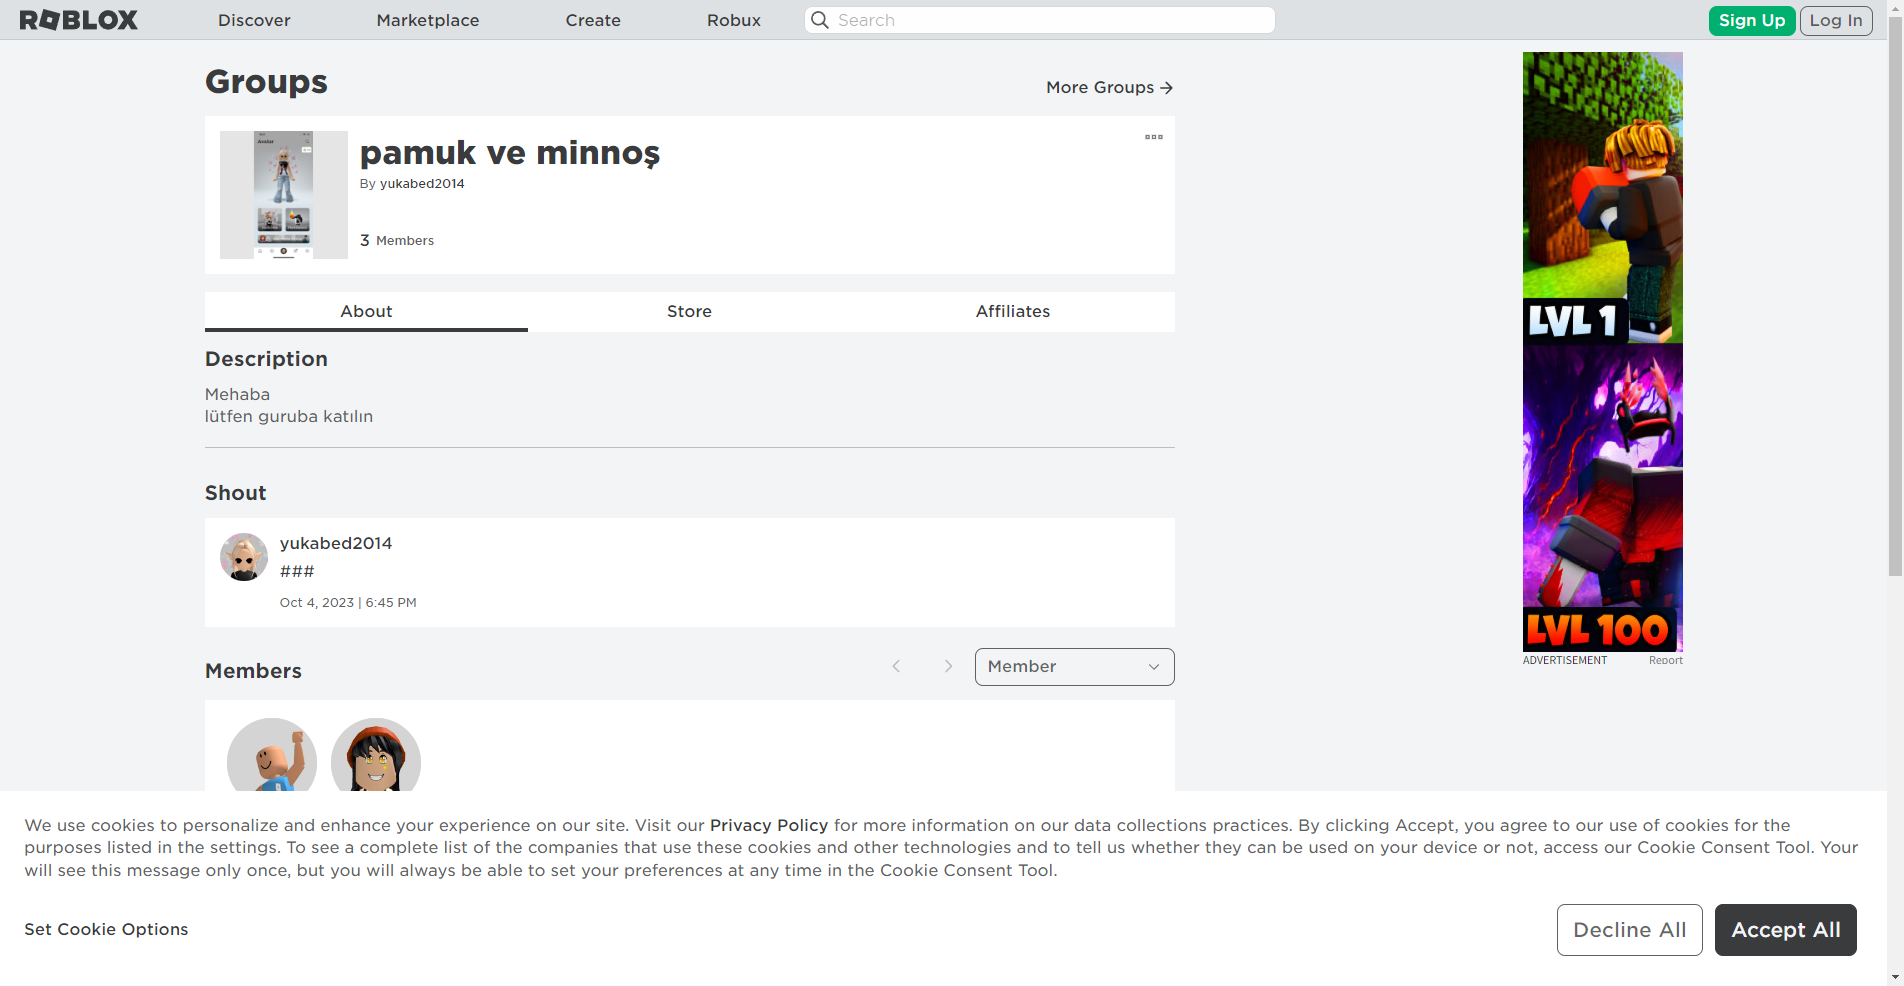 ROBLOX
Discover
Marketplace
Create
Robux
Search
Sign Up
Log In
Groups
More Groups
pamuk ve minnoş
By yukabed2014
3 Members
About
Store
Affiliates
Description
Mehaba
lütfen guruba katılın
Shout
yukabed2014
###
Oct 4, 2023 | 6:45 PM
Members
Member
LVL 1
LVL 100
ADVERTISEMENT
Report
We use cookies to personalize and enhance your experience on our site. Visit our Privacy Policy for more information on our data collections practices. By clicking Accept, you agree to our use of cookies for the
purposes listed in the settings. To see a complete list of the companies that use these cookies and other technologies and to tell us whether they can be used on your device or not, access our Cookie Consent Tool. Your
will see this message only once, but you will always be able to set your preferences at any time in the Cookie Consent Tool.
Set Cookie Options
Decline All
Accept All